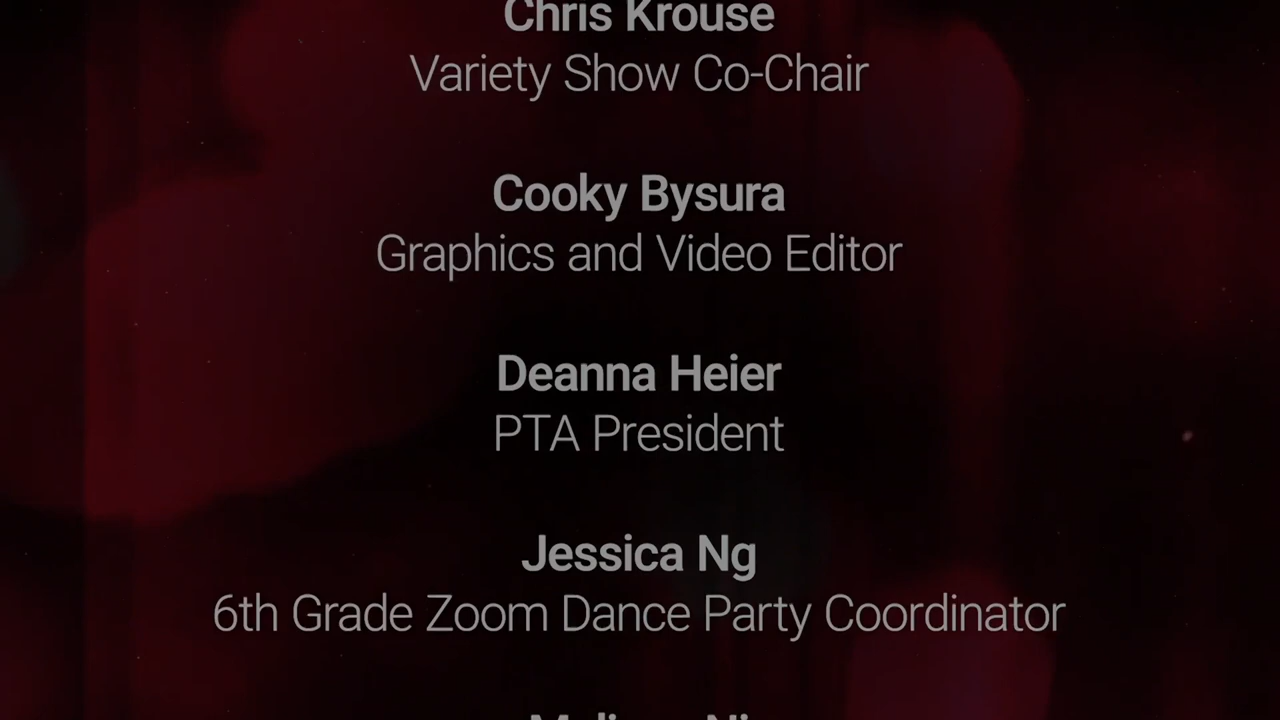 Chris Krouse
Variety Show Co-Chair
Cooky Bysura
Graphics and Video Editor
Deanna Heier
PTA President
Jessica Ng
6th Grade Zoom Dance Party Coordinator